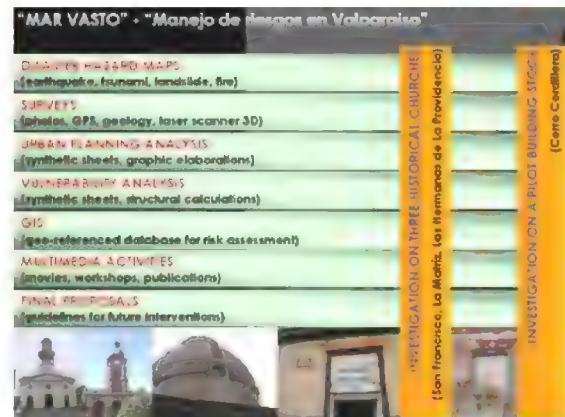 "MAR VASTO" - "Manejo de riesgos en Valparaiso"
HAZARD MAPS
(earthquake, tsunami, landslide, fire)
SURVEYS
(photos, GPS, geology, laser scanner 3D)
URBAN PLANNING ANALYSIS
(synthetic sheets, graphic elaborations)
VULNERABILITY ANALYSIS
(synthetic sheets, structural calculations)
GIS
(geo-referenced database for risk assessment)
MULTIMEDIA ACTIVITIES
(movies, workshops, publications)
FINAL PROPOSALS
(guidelines for future interventions)
INVESTIGATION ON THREE HISTORICAL CHURCHES
(San Francisco, La Matriz, Las Hermanas de La Providencia)
INVESTIGATION ON A PILOT BUILDING STOCK
(Cerro Cordillera)